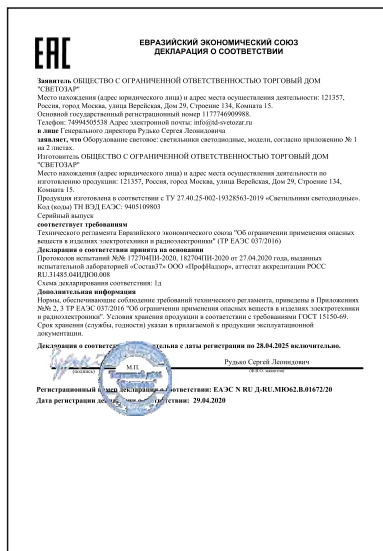 ЕАС
ЕВРАЗИЙСКИЙ ЭКОНОМИЧЕСКИЙ СОЮЗ
ДЕКЛАРАЦИЯ О СООТВЕТСТВИИ
Заявитель ОБЩЕСТВО С ОГРАНИЧЕННОЙ ОТВЕТСТВЕННОСТЬЮ ТОРГОВЫЙ ДОМ
"СВЕТОЗАР"
Место нахождения (адрес юридического лица) и адрес места осуществления деятельности: 121357,
Россия, город Москва, улица Верейская, Дом 29, Строение 134, Комната 15.
Основной государственный регистрационный номер 1177746909988.
Телефон: 74994505538 Адрес электронной почты: info@td-svetozar.ru
в лице Генерального директора Рудько Сергея Леонидовича
заявляет, что Оборудование световое: светильники светодиодные, модели, согласно приложению № 1
на 2 листах.
Изготовитель ОБЩЕСТВО С ОГРАНИЧЕННОЙ ОТВЕТСТВЕННОСТЬЮ ТОРГОВЫЙ ДОМ
"СВЕТОЗАР"
Место нахождения (адрес юридического лица) и адрес места осуществления деятельности по
изготовлению продукции: 121357, Россия, город Москва, улица Верейская, Дом 29, Строение 134,
Комната 15.
Продукция изготовлена в соответствии с ТУ 27.40.25-002-19328563-2019 «Светильники светодиодные».
Код (коды) ТН ВЭД ЕАЭС: 9405109803
Серийный выпуск
соответствует требованиям
Технического регламента Евразийского экономического союза "Об ограничении применения опасных
веществ в изделиях электротехники и радиоэлектроники" (ТР ЕАЭС 037/2016)
Декларация о соответствии принята на основании
Протоколов испытаний №№ 172704ПИ-2020, 182704ПИ-2020 от 27.04.2020 года, выданных
испытательной лабораторией «Состав37» ООО «ПрофНадзор», аттестат аккредитации РОСС
RU.31485.04ИДЮ0.008
Схема декларирования соответствия: 1д
Дополнительная информация
Нормы, обеспечивающие соблюдение требований технического регламента, приведены в Приложениях
№№ 2, 3 ТР ЕАЭС 037/2016 "Об ограничении применения опасных веществ в изделиях электротехники
и радиоэлектроники". Условия хранения продукции в соответствии с требованиями ГОСТ 15150-69.
Срок хранения (службы, годности) указан в прилагаемой к продукции эксплуатационной
документации.
Декларация о соответствии действительна с даты регистрации по 28.04.2025 включительно.
Рудько Сергей Леонидович
М.П.
(подпись)
(Ф.И.О. заявителя)
Регистрационный номер декларации о соответствии: ЕАЭС N RU Д-RU.МЮ62.В.01672/20
Дата регистрации декларации о соответствии: 29.04.2020